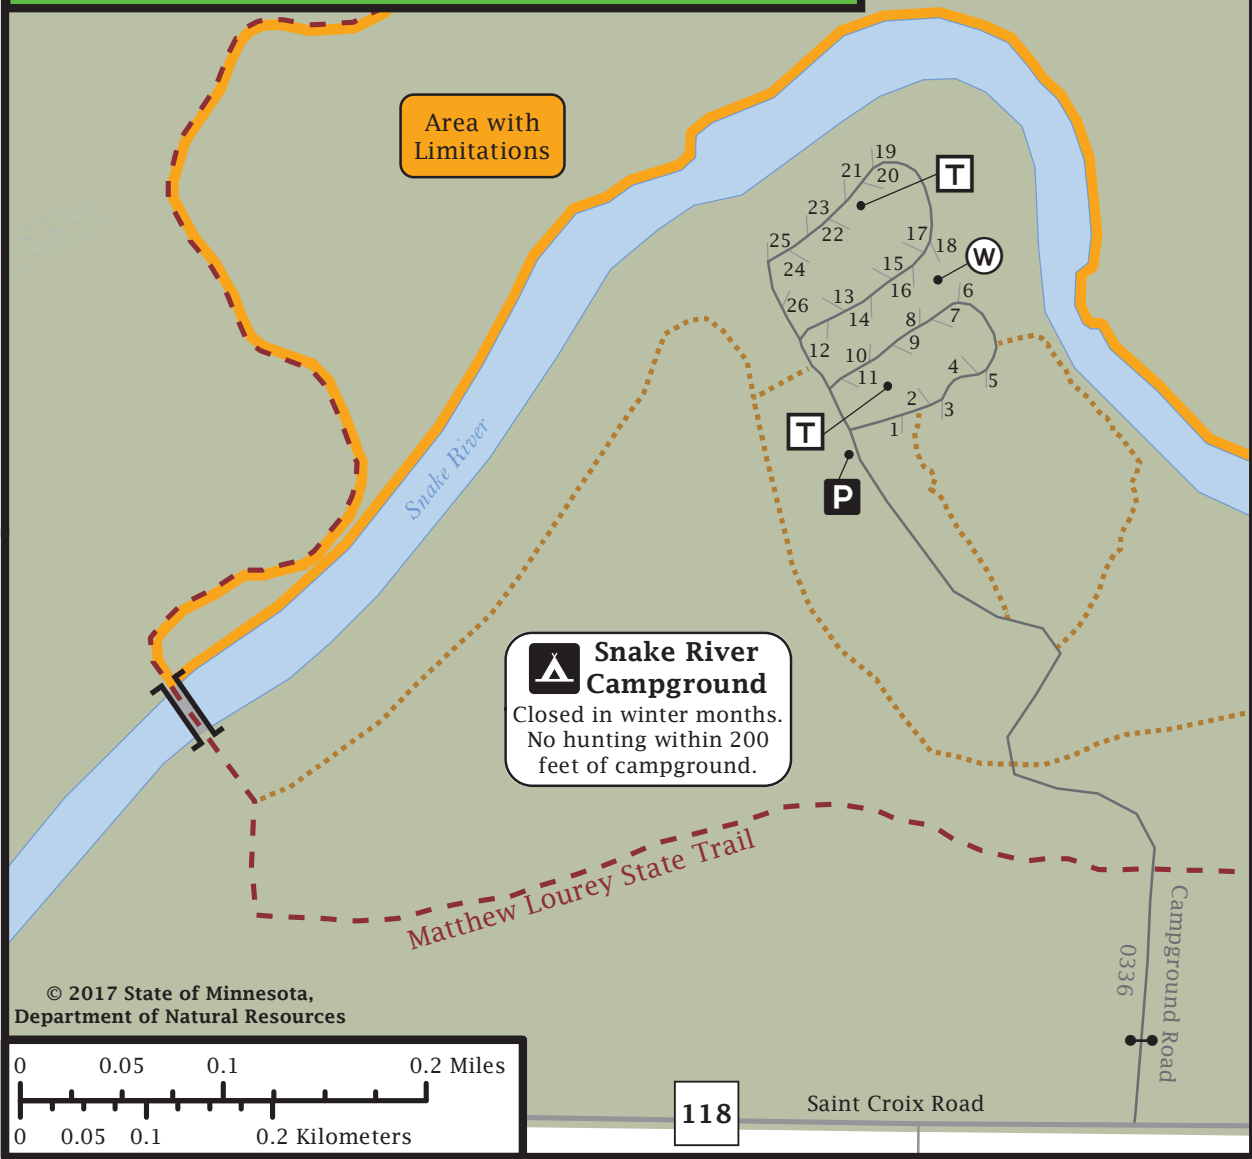 Area with
Limitations
19
21
20
T
23
22
17
18
W
25
24
15
16
6
26
13
14
8
7
9
12
10
11
4
5
2
3
1
T
P
Snake River
Snake River
Campground
Closed in winter months.
No hunting within 200
feet of campground.
Matthew Lourey State Trail
Campground Road
0336
© 2017 State of Minnesota,
Department of Natural Resources
0 0.05 0.1 0.2 Miles
0 0.05 0.1 0.2 Kilometers
118
Saint Croix Road